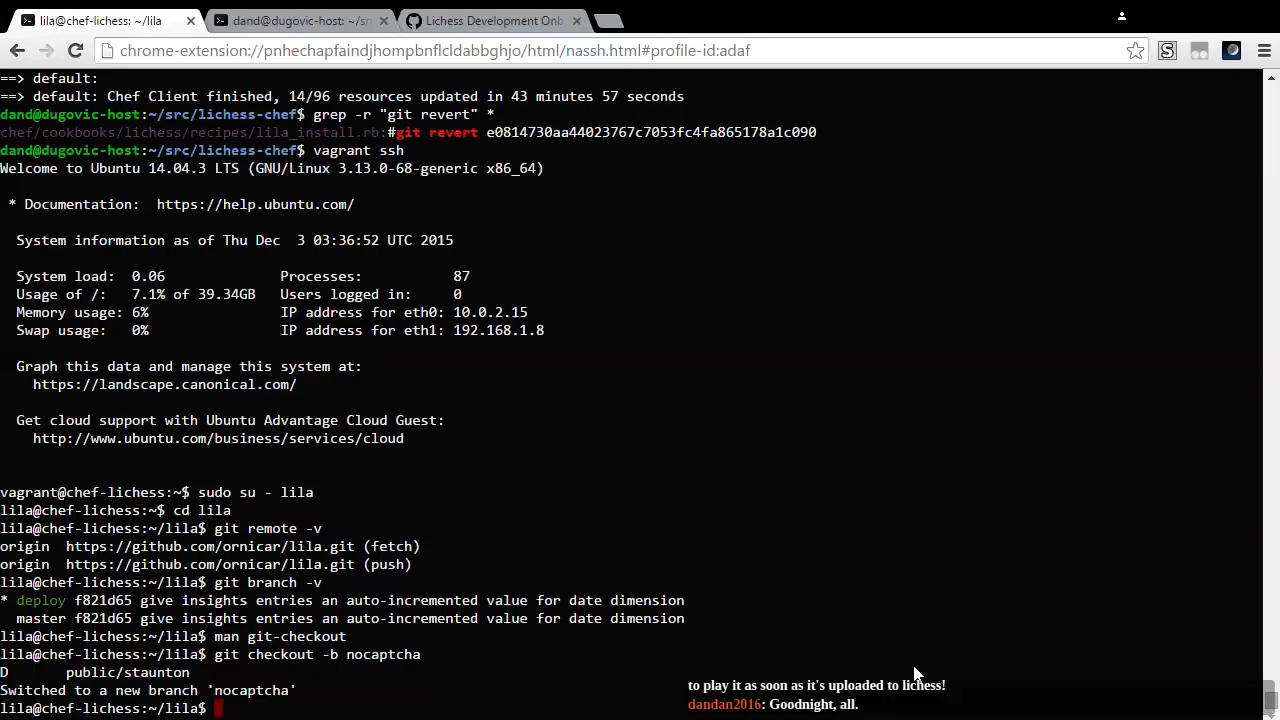 lila@chef-lichess: ~/lila
dand@dugovic-host: ~/sr
Lichess Development Onb
chrome-extension://pnhechapfaindjhompbnflcldabbghjo/html/nassh.html#profile-id:adaf
==> default:
==> default: Chef Client finished, 14/96 resources updated in 43 minutes 57 seconds
dand@dugovic-host:~/src/lichess-chef$ grep -r "git revert" *
chef/cookbooks/lichess/recipes/lila_install.rb:#git revert e0814730aa44023767c7053fc4fa865178a1c090
dand@dugovic-host:~/src/lichess-chef$ vagrant ssh
Welcome to Ubuntu 14.04.3 LTS (GNU/Linux 3.13.0-68-generic x86_64)
* Documentation:  https://help.ubuntu.com/
System information as of Thu Dec  3 03:36:52 UTC 2015
System load:  0.06              Processes:           87
Usage of /:   7.1% of 39.34GB   Users logged in:     0
Memory usage: 6%                IP address for eth0: 10.0.2.15
Swap usage:   0%                IP address for eth1: 192.168.1.8
Graph this data and manage this system at:
https://landscape.canonical.com/
Get cloud support with Ubuntu Advantage Cloud Guest:
http://www.ubuntu.com/business/services/cloud
vagrant@chef-lichess:~$ sudo su - lila
lila@chef-lichess:~$ cd lila
lila@chef-lichess:~/lila$ git remote -v
origin  https://github.com/ornicar/lila.git (fetch)
origin  https://github.com/ornicar/lila.git (push)
lila@chef-lichess:~/lila$ git branch -v
* deploy f821d65 give insights entries an auto-incremented value for date dimension
master f821d65 give insights entries an auto-incremented value for date dimension
lila@chef-lichess:~/lila$ man git-checkout
lila@chef-lichess:~/lila$ git checkout -b nocaptcha
D       public/staunton
Switched to a new branch 'nocaptcha'
lila@chef-lichess:~/lila$
to play it as soon as it's uploaded to lichess!
dandan2016: Goodnight, all.